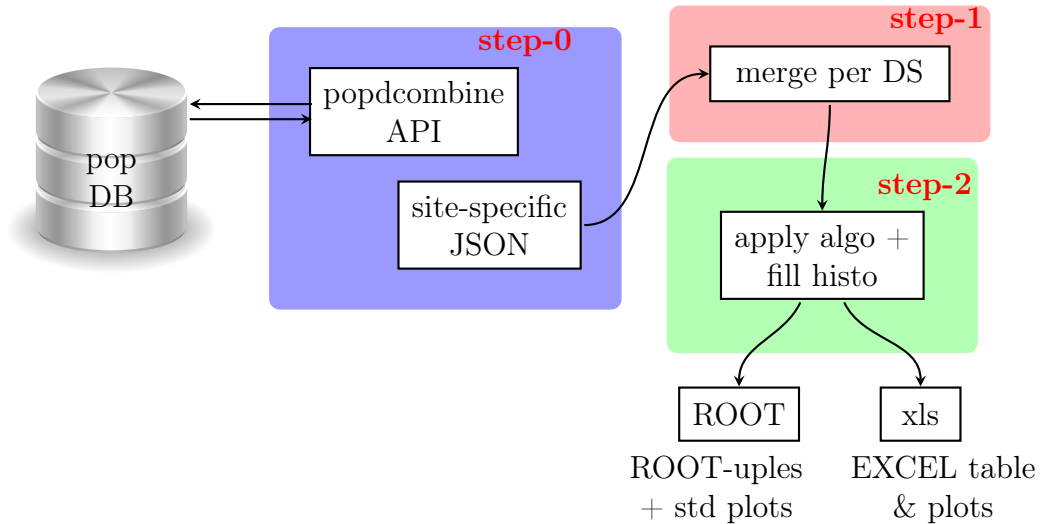 pop
DB
step-0
popdcombine
API
site-specific
JSON
step-1
merge per DS
step-2
apply algo +
fill histo
ROOT
ROOT-uples
+ std plots
xls
EXCEL table
& plots